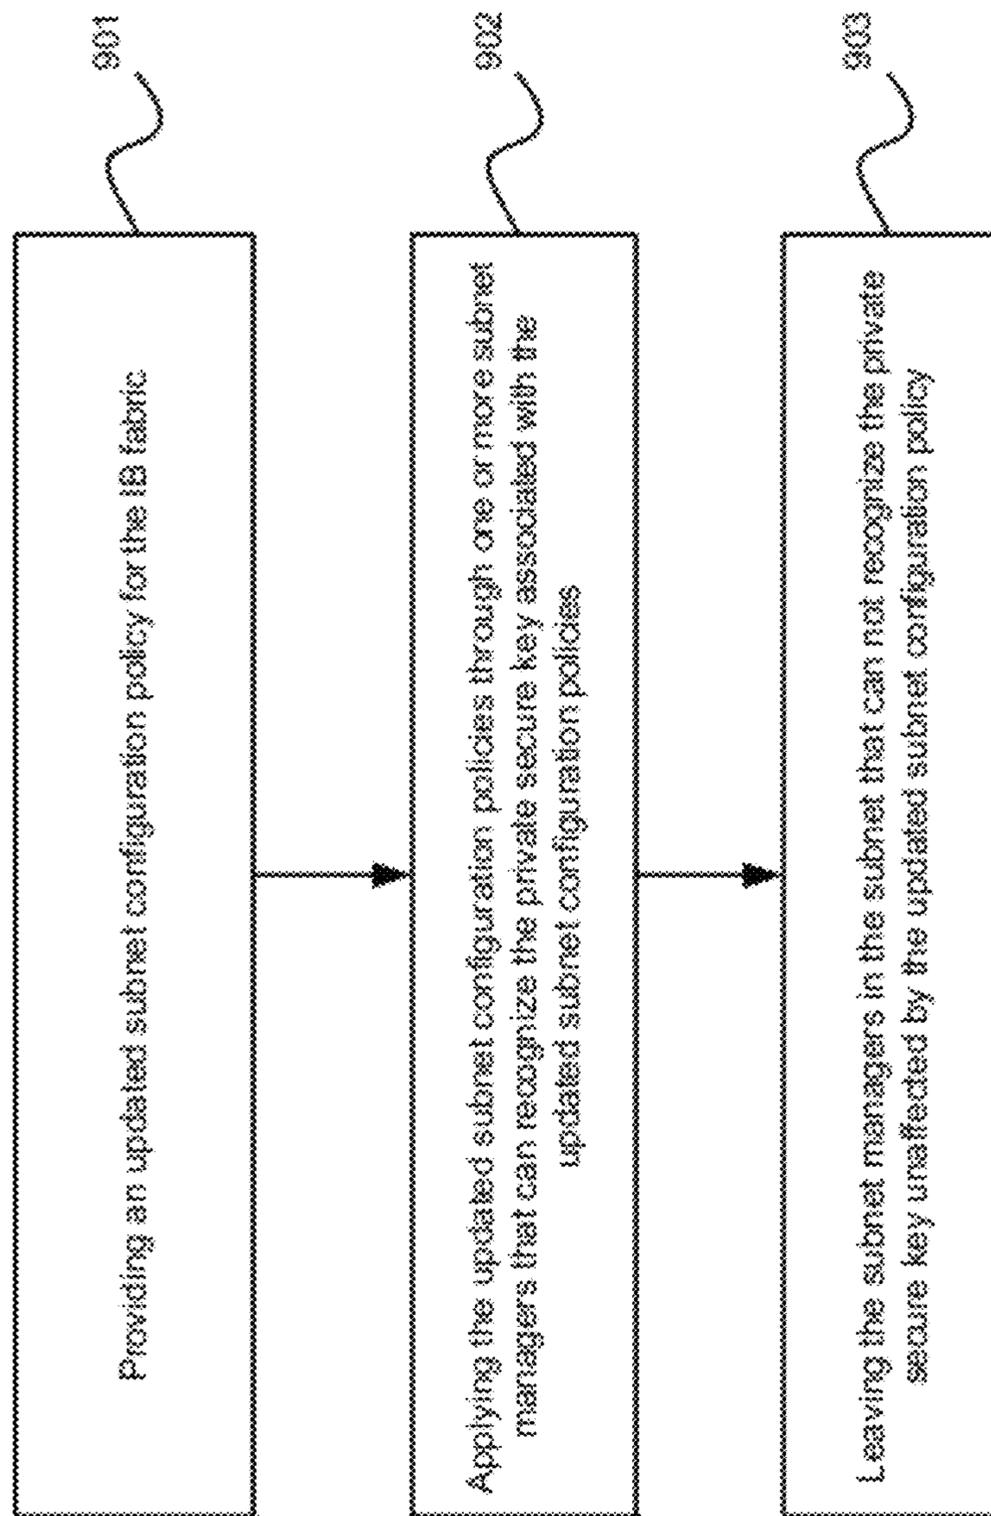 901
Providing an updated subnet configuration policy for the IB fabric
902
Applying the updated subnet configuration policies through one or more subnet
managers that can recognize the private secure key associated with the
updated subnet configuration policies
903
Leaving the subnet managers in the subnet that can not recognize the private
secure key unaffected by the updated subnet configuration policy